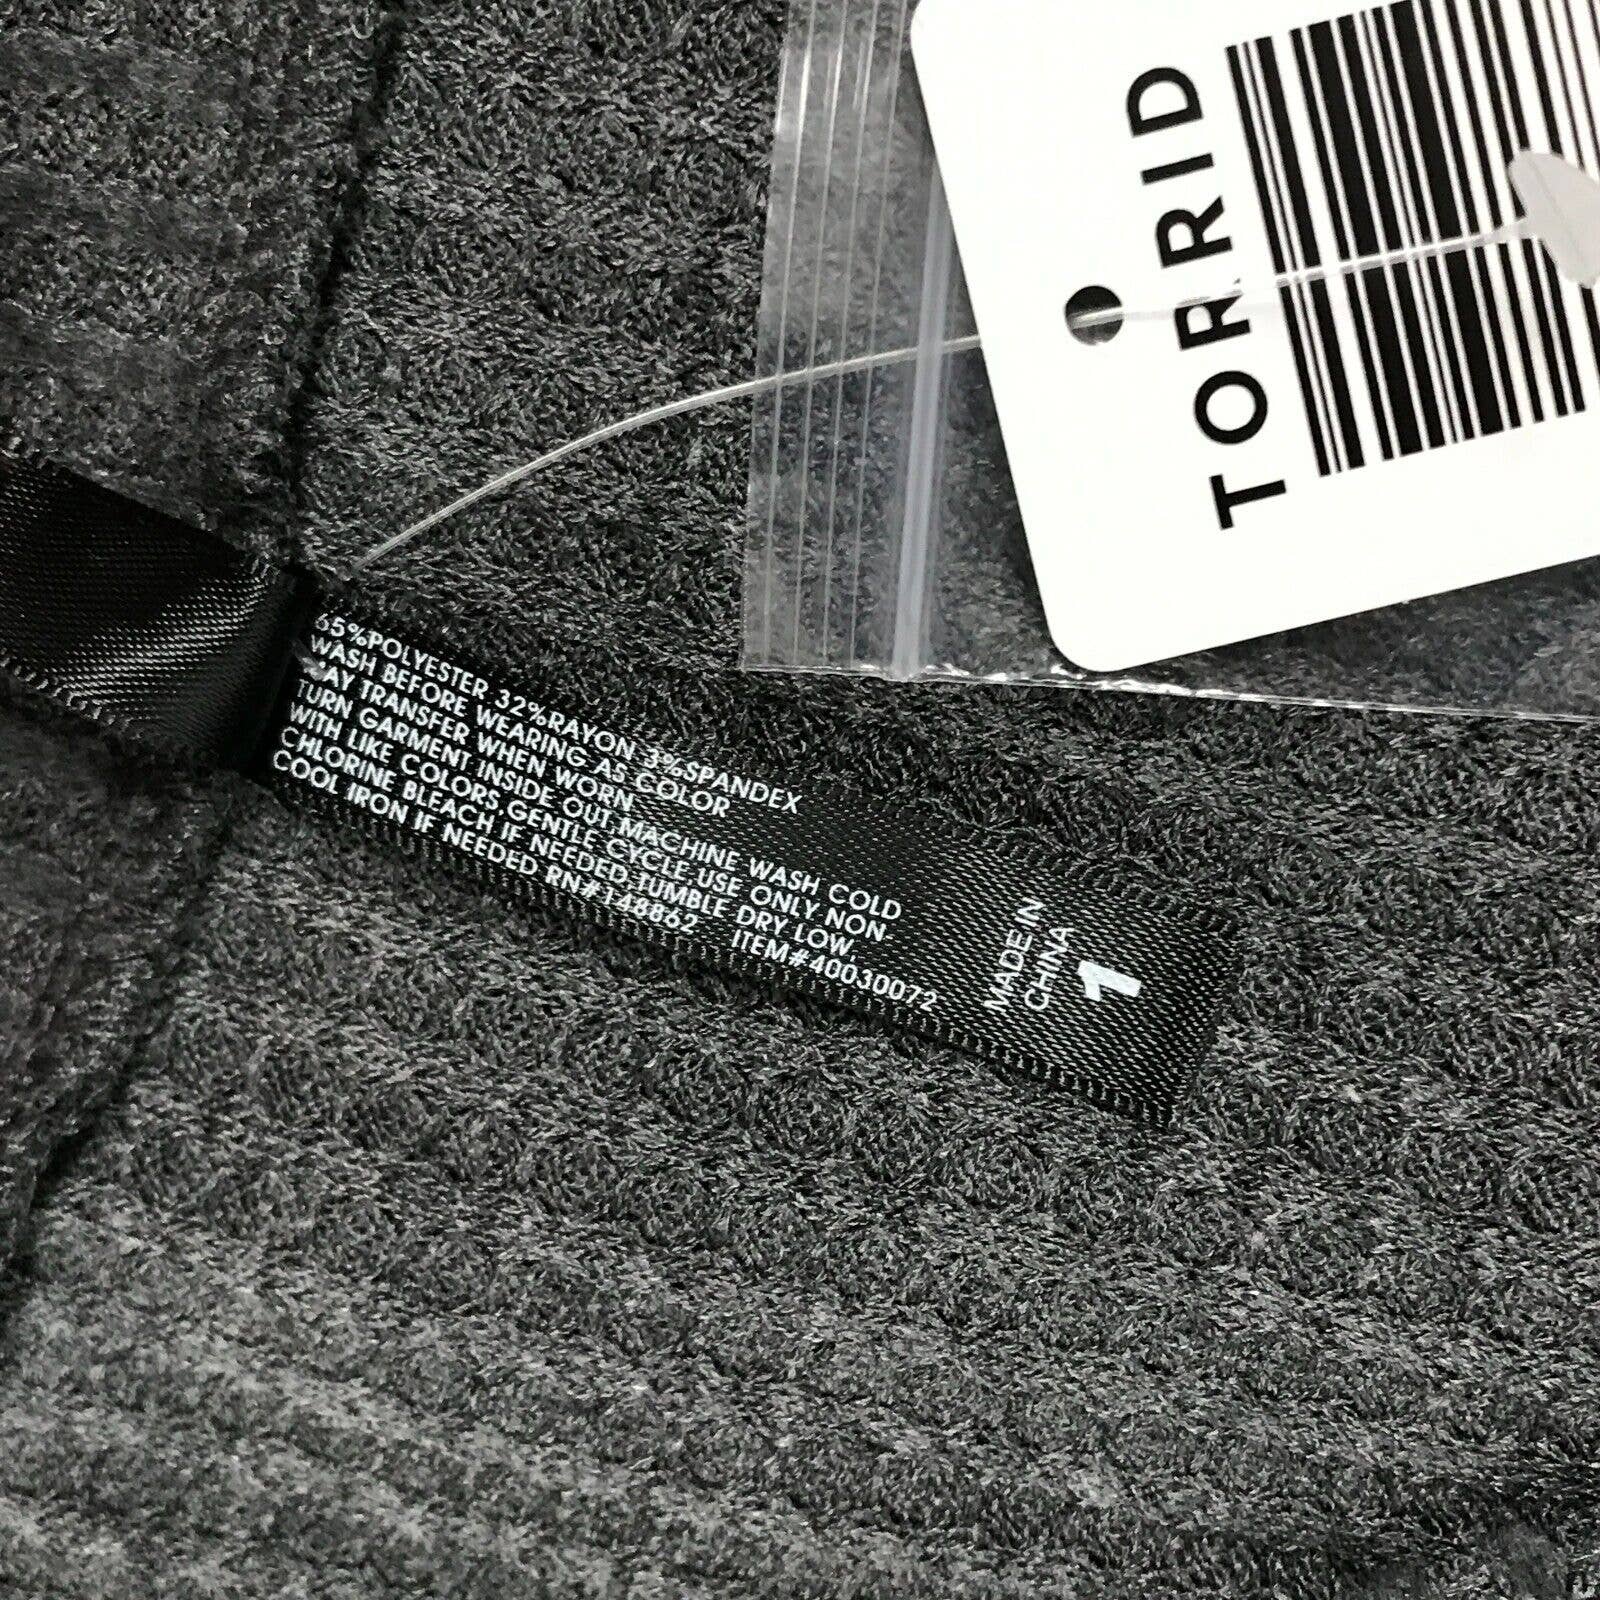 TORRID
65%POLYESTER 32%RAYON 3%SPANDEX
WASH BEFORE WEARING AS COLOR
MAY TRANSFER WHEN WORN
TURN GARMENT INSIDE OUT,MACHINE WASH COLD
WITH LIKE COLORS,GENTLE CYCLE,USE ONLY NON-
CHLORINE BLEACH IF NEEDED,TUMBLE DRY LOW,
COOL IRON IF NEEDED RN#148862 ITEM#40030072
MADE IN
CHINA
1